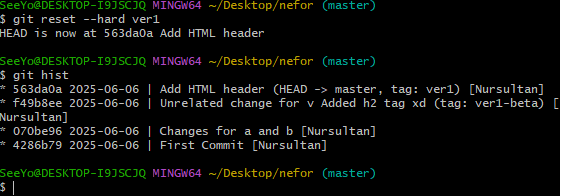 SeeYo@DESKTOP-I9JSCJQ MINGW64 ~/Desktop/nefor (master)
$ git reset --hard ver1
HEAD is now at 563da0a Add HTML header
SeeYo@DESKTOP-I9JSCJQ MINGW64 ~/Desktop/nefor (master)
$ git hist
* 563da0a 2025-06-06 | Add HTML header (HEAD -> master, tag: ver1) [Nursultan]
* f49b8ee 2025-06-06 | Unrelated change for v Added h2 tag xd (tag: ver1-beta) [
Nursultan]
* 070be96 2025-06-06 | Changes for a and b [Nursultan]
* 4286b79 2025-06-06 | First Commit [Nursultan]
SeeYo@DESKTOP-I9JSCJQ MINGW64 ~/Desktop/nefor (master)
$